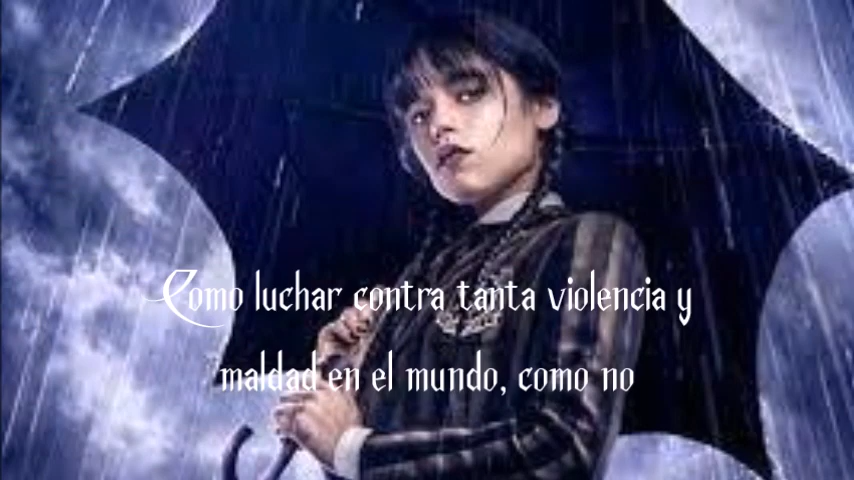 Como luchar contra tanta violencia y
maldad en el mundo, como no